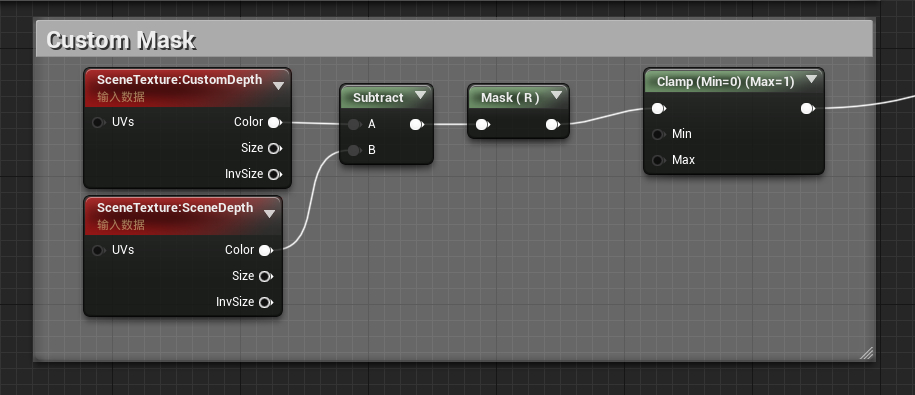 Custom Mask
SceneTexture:CustomDepth
输入数据
UVs
Color
Size
InvSize
Subtract
A
B
Mask ( R )
Clamp (Min=0) (Max=1)
Min
Max
SceneTexture:SceneDepth
输入数据
UVs
Color
Size
InvSize